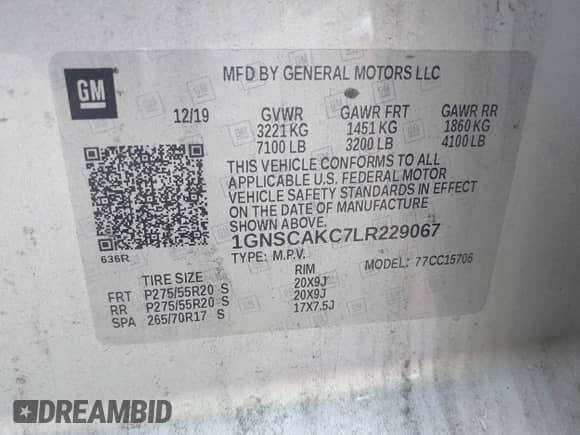 GM
MFD BY GENERAL MOTORS LLC
12/19 GVWR GAWR FRT GAWR RR
3221 KG 1451 KG 1860 KG
7100 LB 3200 LB 4100 LB
THIS VEHICLE CONFORMS TO ALL
APPLICABLE U.S. FEDERAL MOTOR
VEHICLE SAFETY STANDARDS IN EFFECT
ON THE DATE OF MANUFACTURE
SHOWN ABOVE.
1GNSCAKC7LR229067
636R
TYPE: M.P.V. MODEL: 77CC15706
TIRE SIZE RIM
FRT P275/55R20 S 20X9J
RR P275/55R20 S 20X9J
SPA 265/70R17 S 17X7.5J
DREAMBID